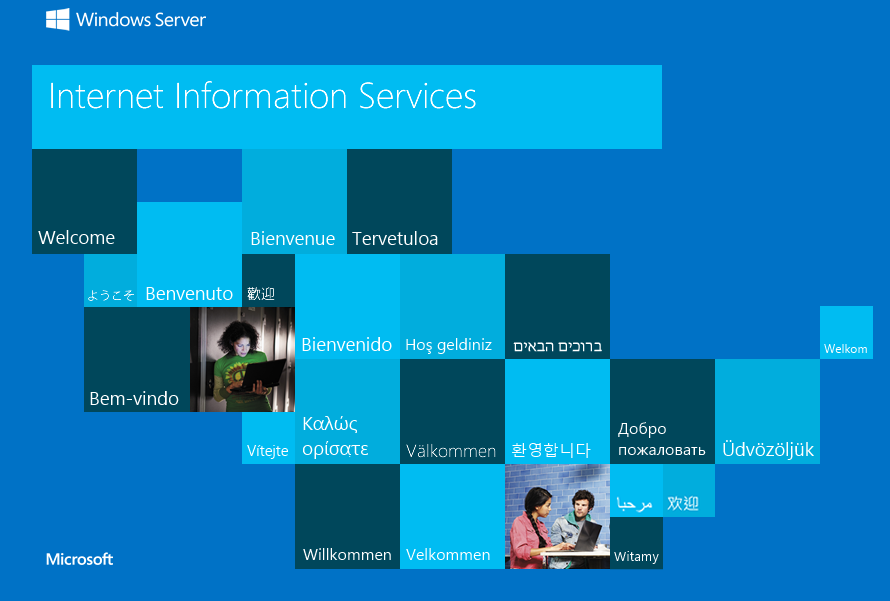 Windows Server
Internet Information Services
Welcome
Bienvenue
Tervetuloa
ようこそ
Benvenuto
歡迎
Bienvenido
Hoş geldiniz
ברוכים הבאים
Welkom
Bem-vindo
Vítejte
Καλώς
ορίσατε
Välkommen
환영합니다
Добро
пожаловать
Üdvözöljük
Willkommen
Velkommen
مرحبا
欢迎
Witamy
Microsoft